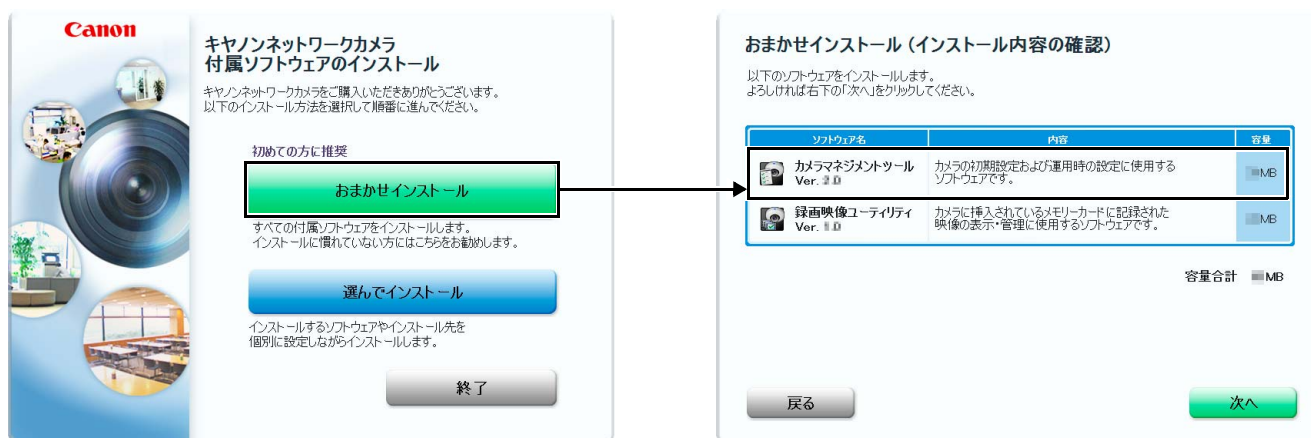 Canon
キヤノンネットワークカメラ
付属ソフトウェアのインストール
キヤノンネットワークカメラをご購入いただきありがとうございます。
以下のインストール方法を選択して順番に進んでください。
初めての方に推奨
おまかせインストール
すべての付属ソフトウェアをインストールします。
インストールに慣れていない方にはこちらをお勧めします。
選んでインストール
インストールするソフトウェアやインストール先を
個別に設定しながらインストールします。
終了
おまかせインストール（インストール内容の確認）
以下のソフトウェアをインストールします。
よろしければ右下の「次へ」をクリックしてください。
ソフトウェア名 内容 容量
カメラマネジメントツール
Ver.
カメラの初期設定および運用時の設定に使用する
ソフトウェアです。
MB
録画映像ユーティリティ
Ver.
カメラに挿入されているメモリーカードに記録された
映像の表示・管理に使用するソフトウェアです。
MB
容量合計 MB
戻る
次へ